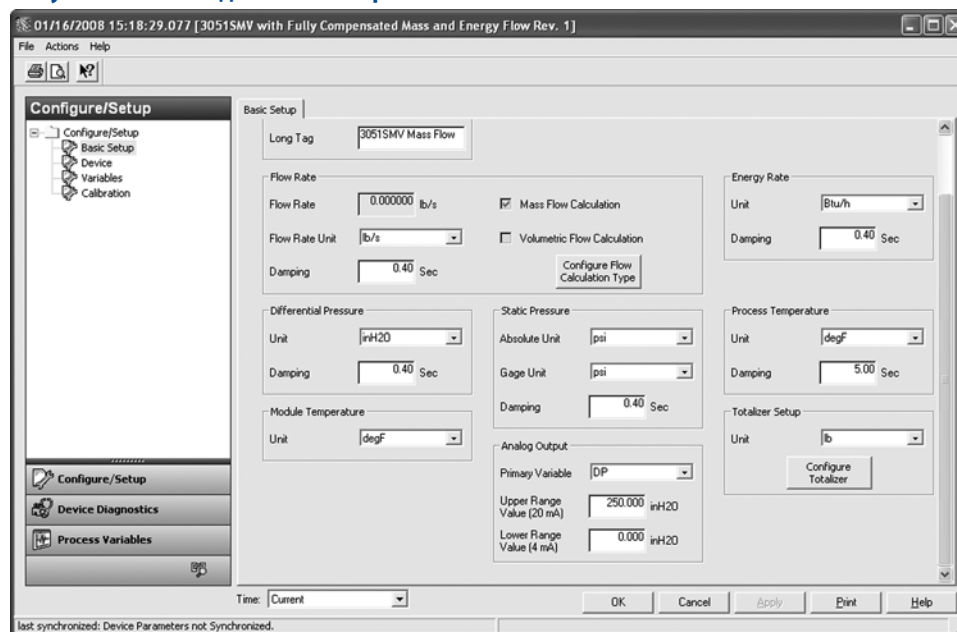 01/16/2008 15:18:29.077 [3051SMV with Fully Compensated Mass and Energy Flow Rev. 1]
File Actions Help
Configure/Setup
Configure/Setup
Basic Setup
Device
Variables
Calibration
Configure/Setup
Device Diagnostics
Process Variables
Basic Setup
Long Tag 3051SMV Mass Flow
Flow Rate
Flow Rate 0.000000 lb/s
Mass Flow Calculation
Flow Rate Unit lb/s
Volumetric Flow Calculation
Damping 0.40 Sec
Configure Flow
Calculation Type
Energy Rate
Unit Btu/h
Damping 0.40 Sec
Differential Pressure
Unit inH2O
Damping 0.40 Sec
Static Pressure
Absolute Unit psi
Gage Unit psi
Damping 0.40 Sec
Process Temperature
Unit degF
Damping 5.00 Sec
Module Temperature
Unit degF
Analog Output
Primary Variable DP
Upper Range
Value (20 mA) 250.000 inH2O
Lower Range
Value (4 mA) 0.000 inH2O
Totalizer Setup
Unit lb
Configure
Totalizer
Time: Current
OK Cancel Apply Print Help
last synchronized: Device Parameters not Synchronized.